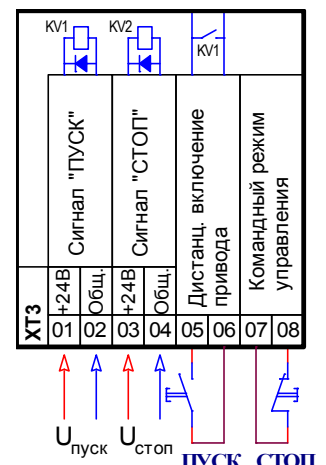 KV1 KV2
KV1
Сигнал "ПУСК"
Сигнал "СТОП"
Дистанц. включение
привода
Командный режим
управления
XT3
+24В Общ. +24В Общ.
01 02 03 04 05 06 07 08
Uпуск Uстоп
ПУСК СТОП